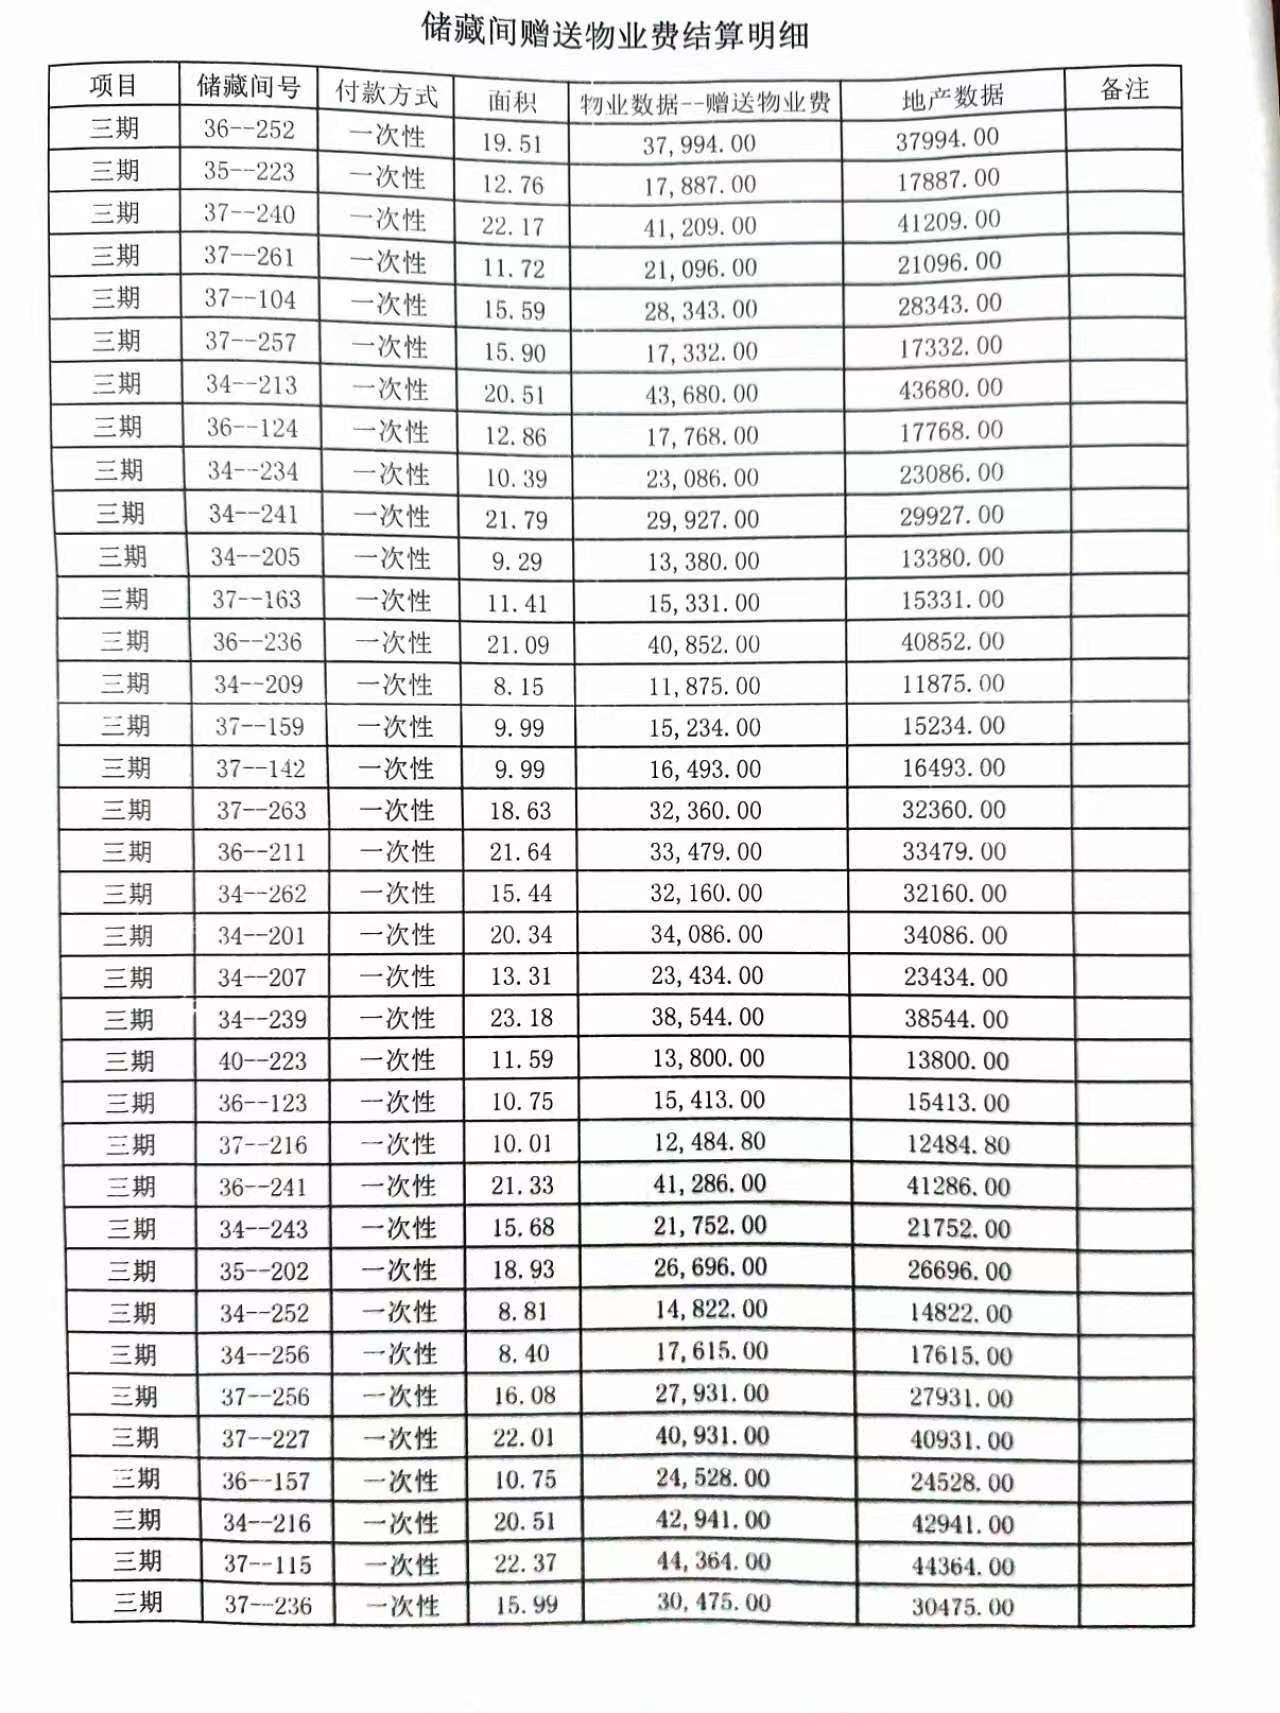 储藏间赠送物业费结算明细
项目 储藏间号 付款方式 面积 物业数据--赠送物业费 地产数据 备注
三期 36--252 一次性 19.51 37,994.00 37994.00
三期 35--223 一次性 12.76 17,887.00 17887.00
三期 37--240 一次性 22.17 41,209.00 41209.00
三期 37--261 一次性 11.72 21,096.00 21096.00
三期 37--104 一次性 15.59 28,343.00 28343.00
三期 37--257 一次性 15.90 17,332.00 17332.00
三期 34--213 一次性 20.51 43,680.00 43680.00
三期 36--124 一次性 12.86 17,768.00 17768.00
三期 34--234 一次性 10.39 23,086.00 23086.00
三期 34--241 一次性 21.79 29,927.00 29927.00
三期 34--205 一次性 9.29 13,380.00 13380.00
三期 37--163 一次性 11.41 15,331.00 15331.00
三期 36--236 一次性 21.09 40,852.00 40852.00
三期 34--209 一次性 8.15 11,875.00 11875.00
三期 37--159 一次性 9.99 15,234.00 15234.00
三期 37--142 一次性 9.99 16,493.00 16493.00
三期 37--263 一次性 18.63 32,360.00 32360.00
三期 36--211 一次性 21.64 33,479.00 33479.00
三期 34--262 一次性 15.44 32,160.00 32160.00
三期 34--201 一次性 20.34 34,086.00 34086.00
三期 34--207 一次性 13.31 23,434.00 23434.00
三期 34--239 一次性 23.18 38,544.00 38544.00
三期 40--223 一次性 11.59 13,800.00 13800.00
三期 36--123 一次性 10.75 15,413.00 15413.00
三期 37--216 一次性 10.01 12,484.80 12484.80
三期 36--241 一次性 21.33 41,286.00 41286.00
三期 34--243 一次性 15.68 21,752.00 21752.00
三期 35--202 一次性 18.93 26,696.00 26696.00
三期 34--252 一次性 8.81 14,822.00 14822.00
三期 34--256 一次性 8.40 17,615.00 17615.00
三期 37--256 一次性 16.08 27,931.00 27931.00
三期 37--227 一次性 22.01 40,931.00 40931.00
三期 36--157 一次性 10.75 24,528.00 24528.00
三期 34--216 一次性 20.51 42,941.00 42941.00
三期 37--115 一次性 22.37 44,364.00 44364.00
三期 37--236 一次性 15.99 30,475.00 30475.00